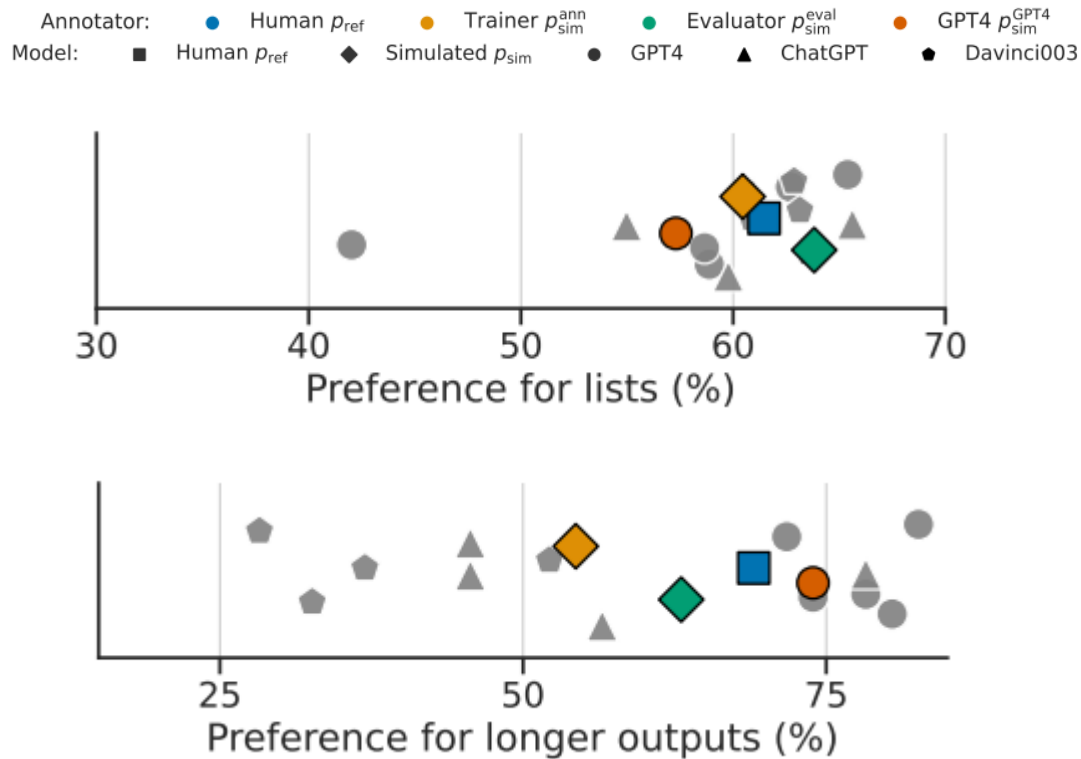 Annotator: Human p_ref Trainer p_sim^ann Evaluator p_sim^eval GPT4 p_sim^GPT4
Model: Human p_ref Simulated p_sim GPT4 ChatGPT Davinci003
30 40 50 60 70
Preference for lists (%)
25 50 75
Preference for longer outputs (%)